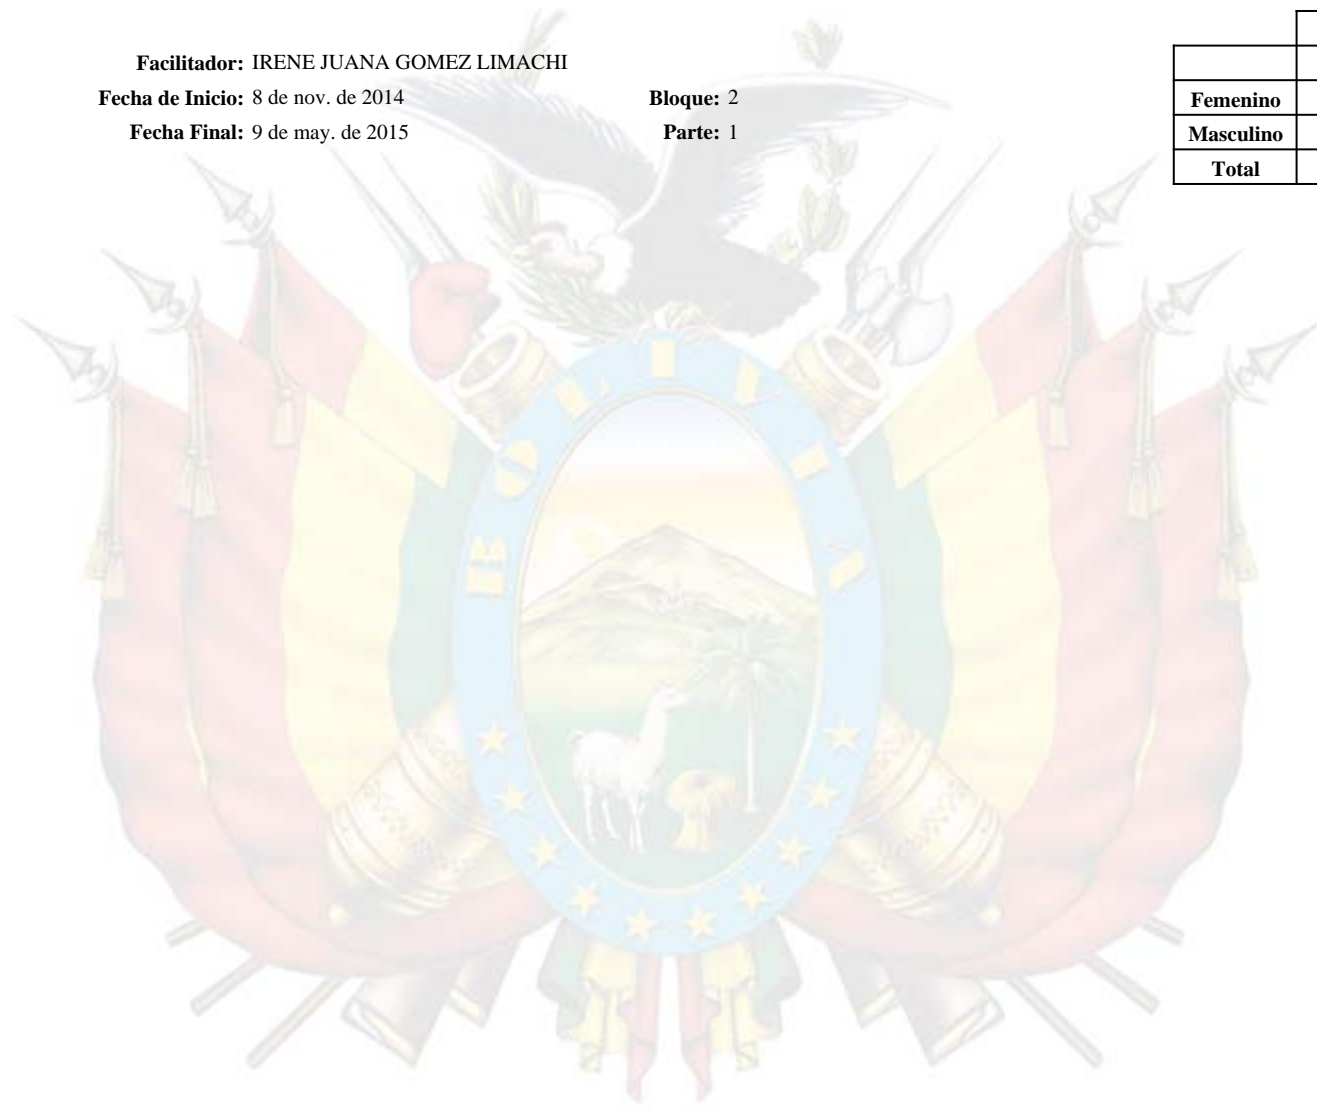 Facilitador: IRENE JUANA GOMEZ LIMACHI
Fecha de Inicio: 8 de nov. de 2014 Bloque: 2
Fecha Final: 9 de may. de 2015 Parte: 1
Femenino
Masculino
Total
BOLIVIA